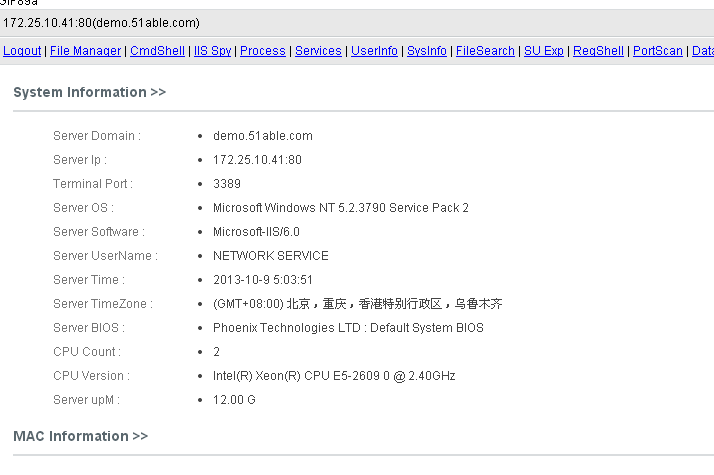 GIF89a
172.25.10.41:80(demo.51able.com)
Logout | File Manager | CmdShell | IIS Spy | Process | Services | UserInfo | SysInfo | FileSearch | SU Exp | RegShell | PortScan | Data
System Information >>
Server Domain : • demo.51able.com
Server Ip : • 172.25.10.41:80
Terminal Port : • 3389
Server OS : • Microsoft Windows NT 5.2.3790 Service Pack 2
Server Software : • Microsoft-IIS/6.0
Server UserName : • NETWORK SERVICE
Server Time : • 2013-10-9 5:03:51
Server TimeZone : • (GMT+08:00) 北京，重庆，香港特别行政区，乌鲁木齐
Server BIOS : • Phoenix Technologies LTD : Default System BIOS
CPU Count : • 2
CPU Version : • Intel(R) Xeon(R) CPU E5-2609 0 @ 2.40GHz
Server upM : • 12.00 G
MAC Information >>